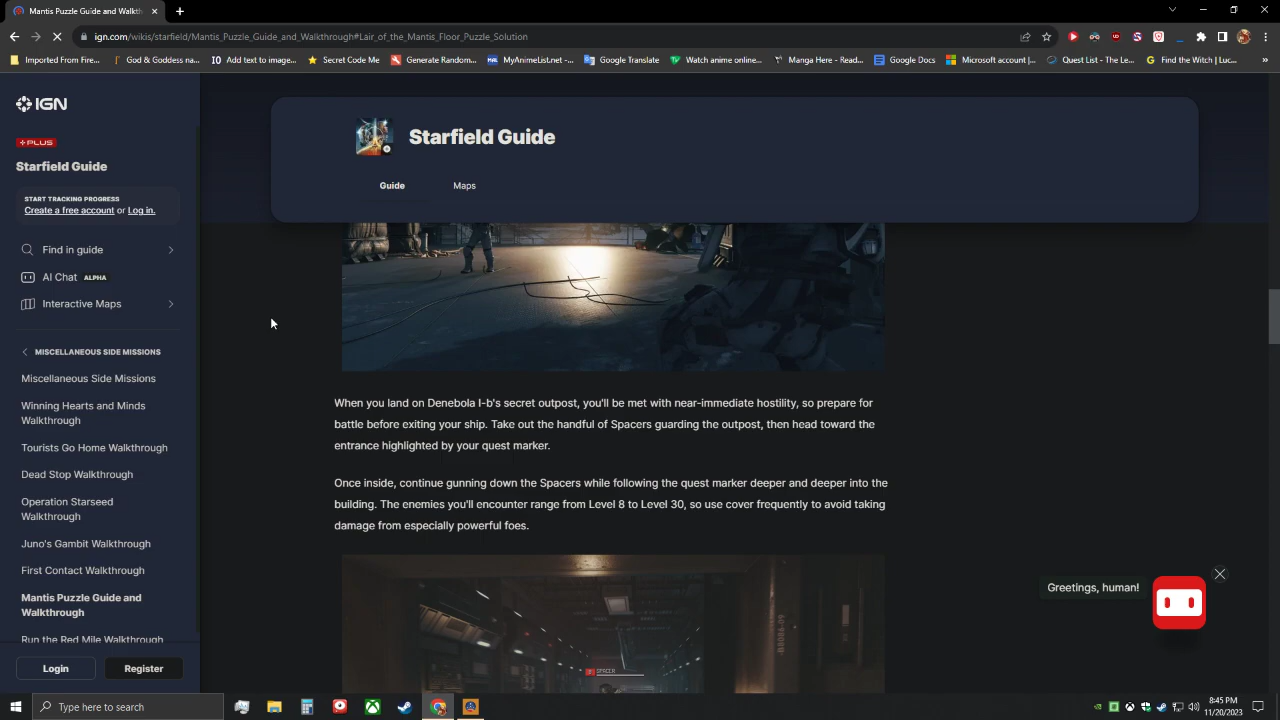 Mantis Puzzle Guide and Walkth
ign.com/wikis/starfield/Mantis_Puzzle_Guide_and_Walkthrough#Lair_of_the_Mantis_Floor_Puzzle_Solution
Imported From Fire... God & Goddess na... Add text to image... Secret Code Me Generate Random... MyAnimeList.net -... Google Translate Watch anime online... Manga Here - Read... Google Docs Microsoft account |... Quest List - The Le... Find the Witch | Luc... »
IGN
PLUS
Starfield Guide
START TRACKING PROGRESS
Create a free account or Log in.
Find in guide
AI Chat ALPHA
Interactive Maps
MISCELLANEOUS SIDE MISSIONS
Miscellaneous Side Missions
Winning Hearts and Minds
Walkthrough
Tourists Go Home Walkthrough
Dead Stop Walkthrough
Operation Starseed
Walkthrough
Juno's Gambit Walkthrough
First Contact Walkthrough
Mantis Puzzle Guide and
Walkthrough
Run the Red Mile Walkthrough
Login Register
Starfield Guide
Guide Maps
When you land on Denebola I-b's secret outpost, you'll be met with near-immediate hostility, so prepare for
battle before exiting your ship. Take out the handful of Spacers guarding the outpost, then head toward the
entrance highlighted by your quest marker.
Once inside, continue gunning down the Spacers while following the quest marker deeper and deeper into the
building. The enemies you'll encounter range from Level 8 to Level 30, so use cover frequently to avoid taking
damage from especially powerful foes.
SPACER
Greetings, human!
Type here to search
8:45 PM
11/20/2023